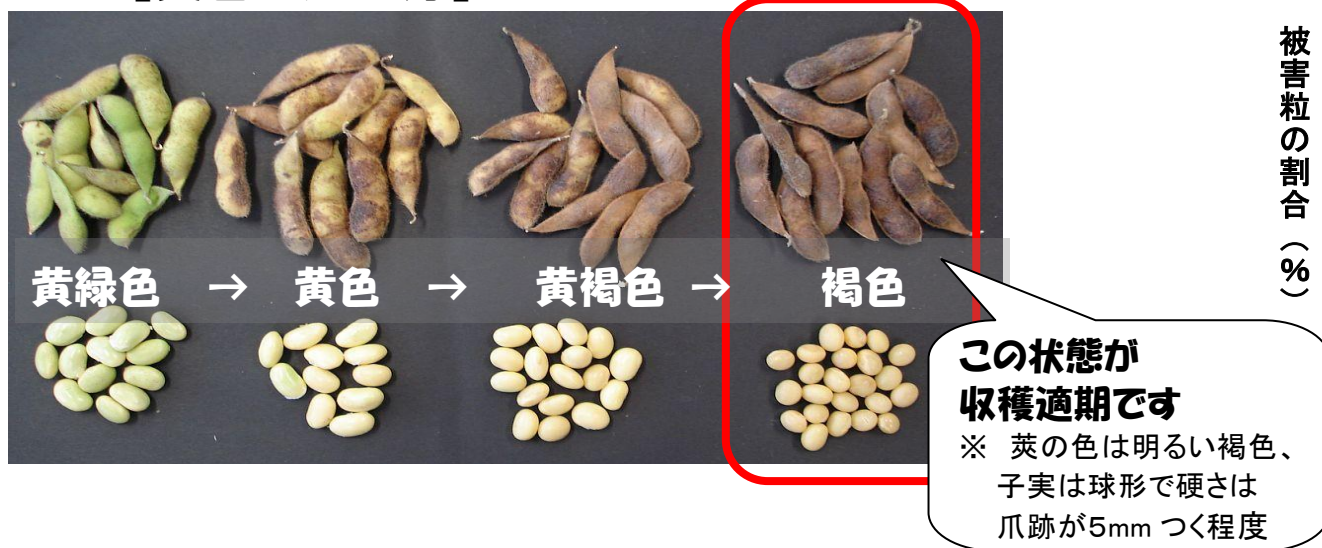 黄緑色 → 黄色 → 黄褐色 → 褐色
この状態が
収穫適期です
※ 莢の色は明るい褐色、
子実は球形で硬さは
爪跡が5mm つく程度
被害粒の割合（％）